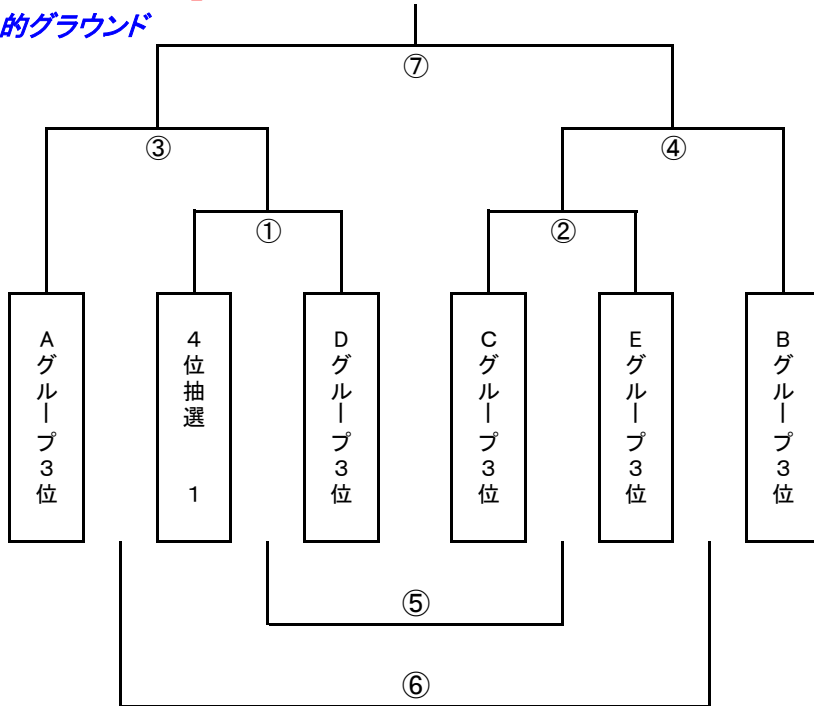 的グラウンド
⑦
③
④
①
②
Aグループ3位
4位抽選 1
Dグループ3位
Cグループ3位
Eグループ3位
Bグループ3位
⑤
⑥